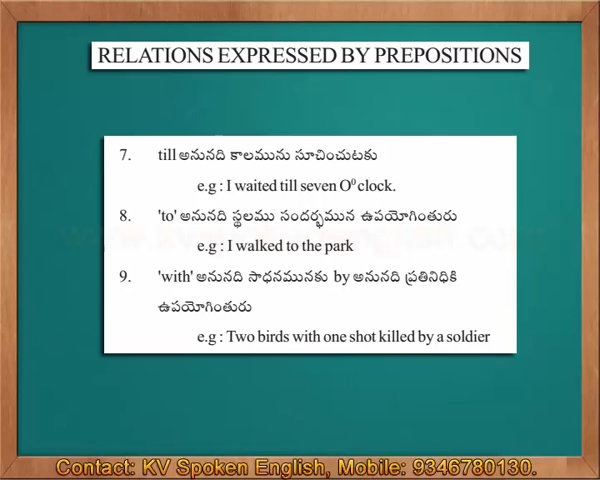 RELATIONS EXPRESSED BY PREPOSITIONS
7. till అనునది కాలమును సూచించుటకు
e.g : I waited till seven O⁰ clock.
8. 'to' అనునది స్థలము సందర్భమున ఉపయోగింతురు
e.g : I walked to the park
9. 'with' అనునది సాధనమునకు by అనునది ప్రతినిధికి
ఉపయోగింతురు
e.g : Two birds with one shot killed by a soldier
Contact: KV Spoken English, Mobile: 9346780130.